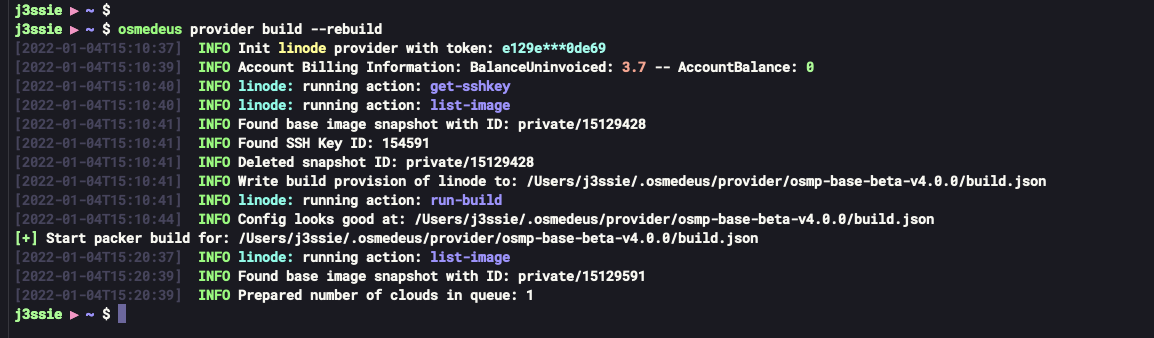 j3ssie ▶ ~ $
j3ssie ▶ ~ $ osmedeus provider build --rebuild
[2022-01-04T15:10:37]  INFO Init linode provider with token: e129e***0de69
[2022-01-04T15:10:39]  INFO Account Billing Information: BalanceUninvoiced: 3.7 -- AccountBalance: 0
[2022-01-04T15:10:40]  INFO linode: running action: get-sshkey
[2022-01-04T15:10:40]  INFO linode: running action: list-image
[2022-01-04T15:10:41]  INFO Found base image snapshot with ID: private/15129428
[2022-01-04T15:10:41]  INFO Found SSH Key ID: 154591
[2022-01-04T15:10:41]  INFO Deleted snapshot ID: private/15129428
[2022-01-04T15:10:41]  INFO Write build provision of linode to: /Users/j3ssie/.osmedeus/provider/osmp-base-beta-v4.0.0/build.json
[2022-01-04T15:10:41]  INFO linode: running action: run-build
[2022-01-04T15:10:44]  INFO Config looks good at: /Users/j3ssie/.osmedeus/provider/osmp-base-beta-v4.0.0/build.json
[+] Start packer build for: /Users/j3ssie/.osmedeus/provider/osmp-base-beta-v4.0.0/build.json
[2022-01-04T15:20:37]  INFO linode: running action: list-image
[2022-01-04T15:20:39]  INFO Found base image snapshot with ID: private/15129591
[2022-01-04T15:20:39]  INFO Prepared number of clouds in queue: 1
j3ssie ▶ ~ $